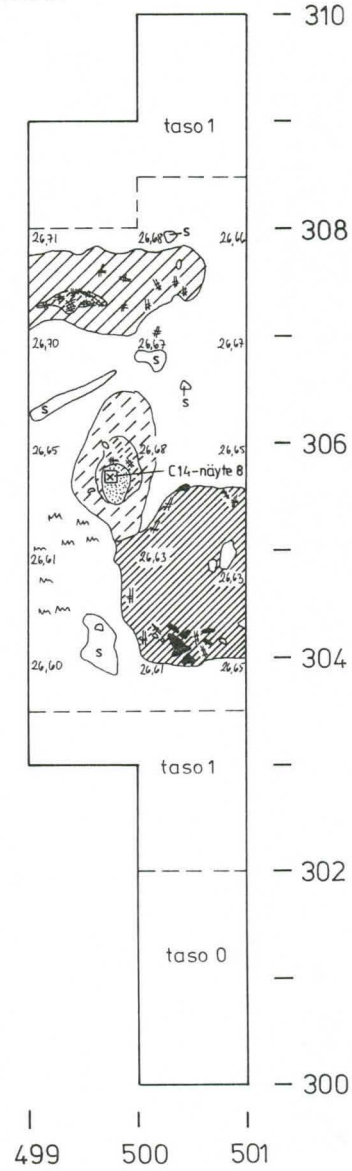 310
taso 1
308
26,71 26,68 s 26,66
26,70 26,67 26,67
s
s
s
306
26,65 26,68 26,65
C14-näyte 8
26,61 26,63 26,63
s
304
26,60 26,61 26,65
taso 1
302
taso 0
300
499 500 501